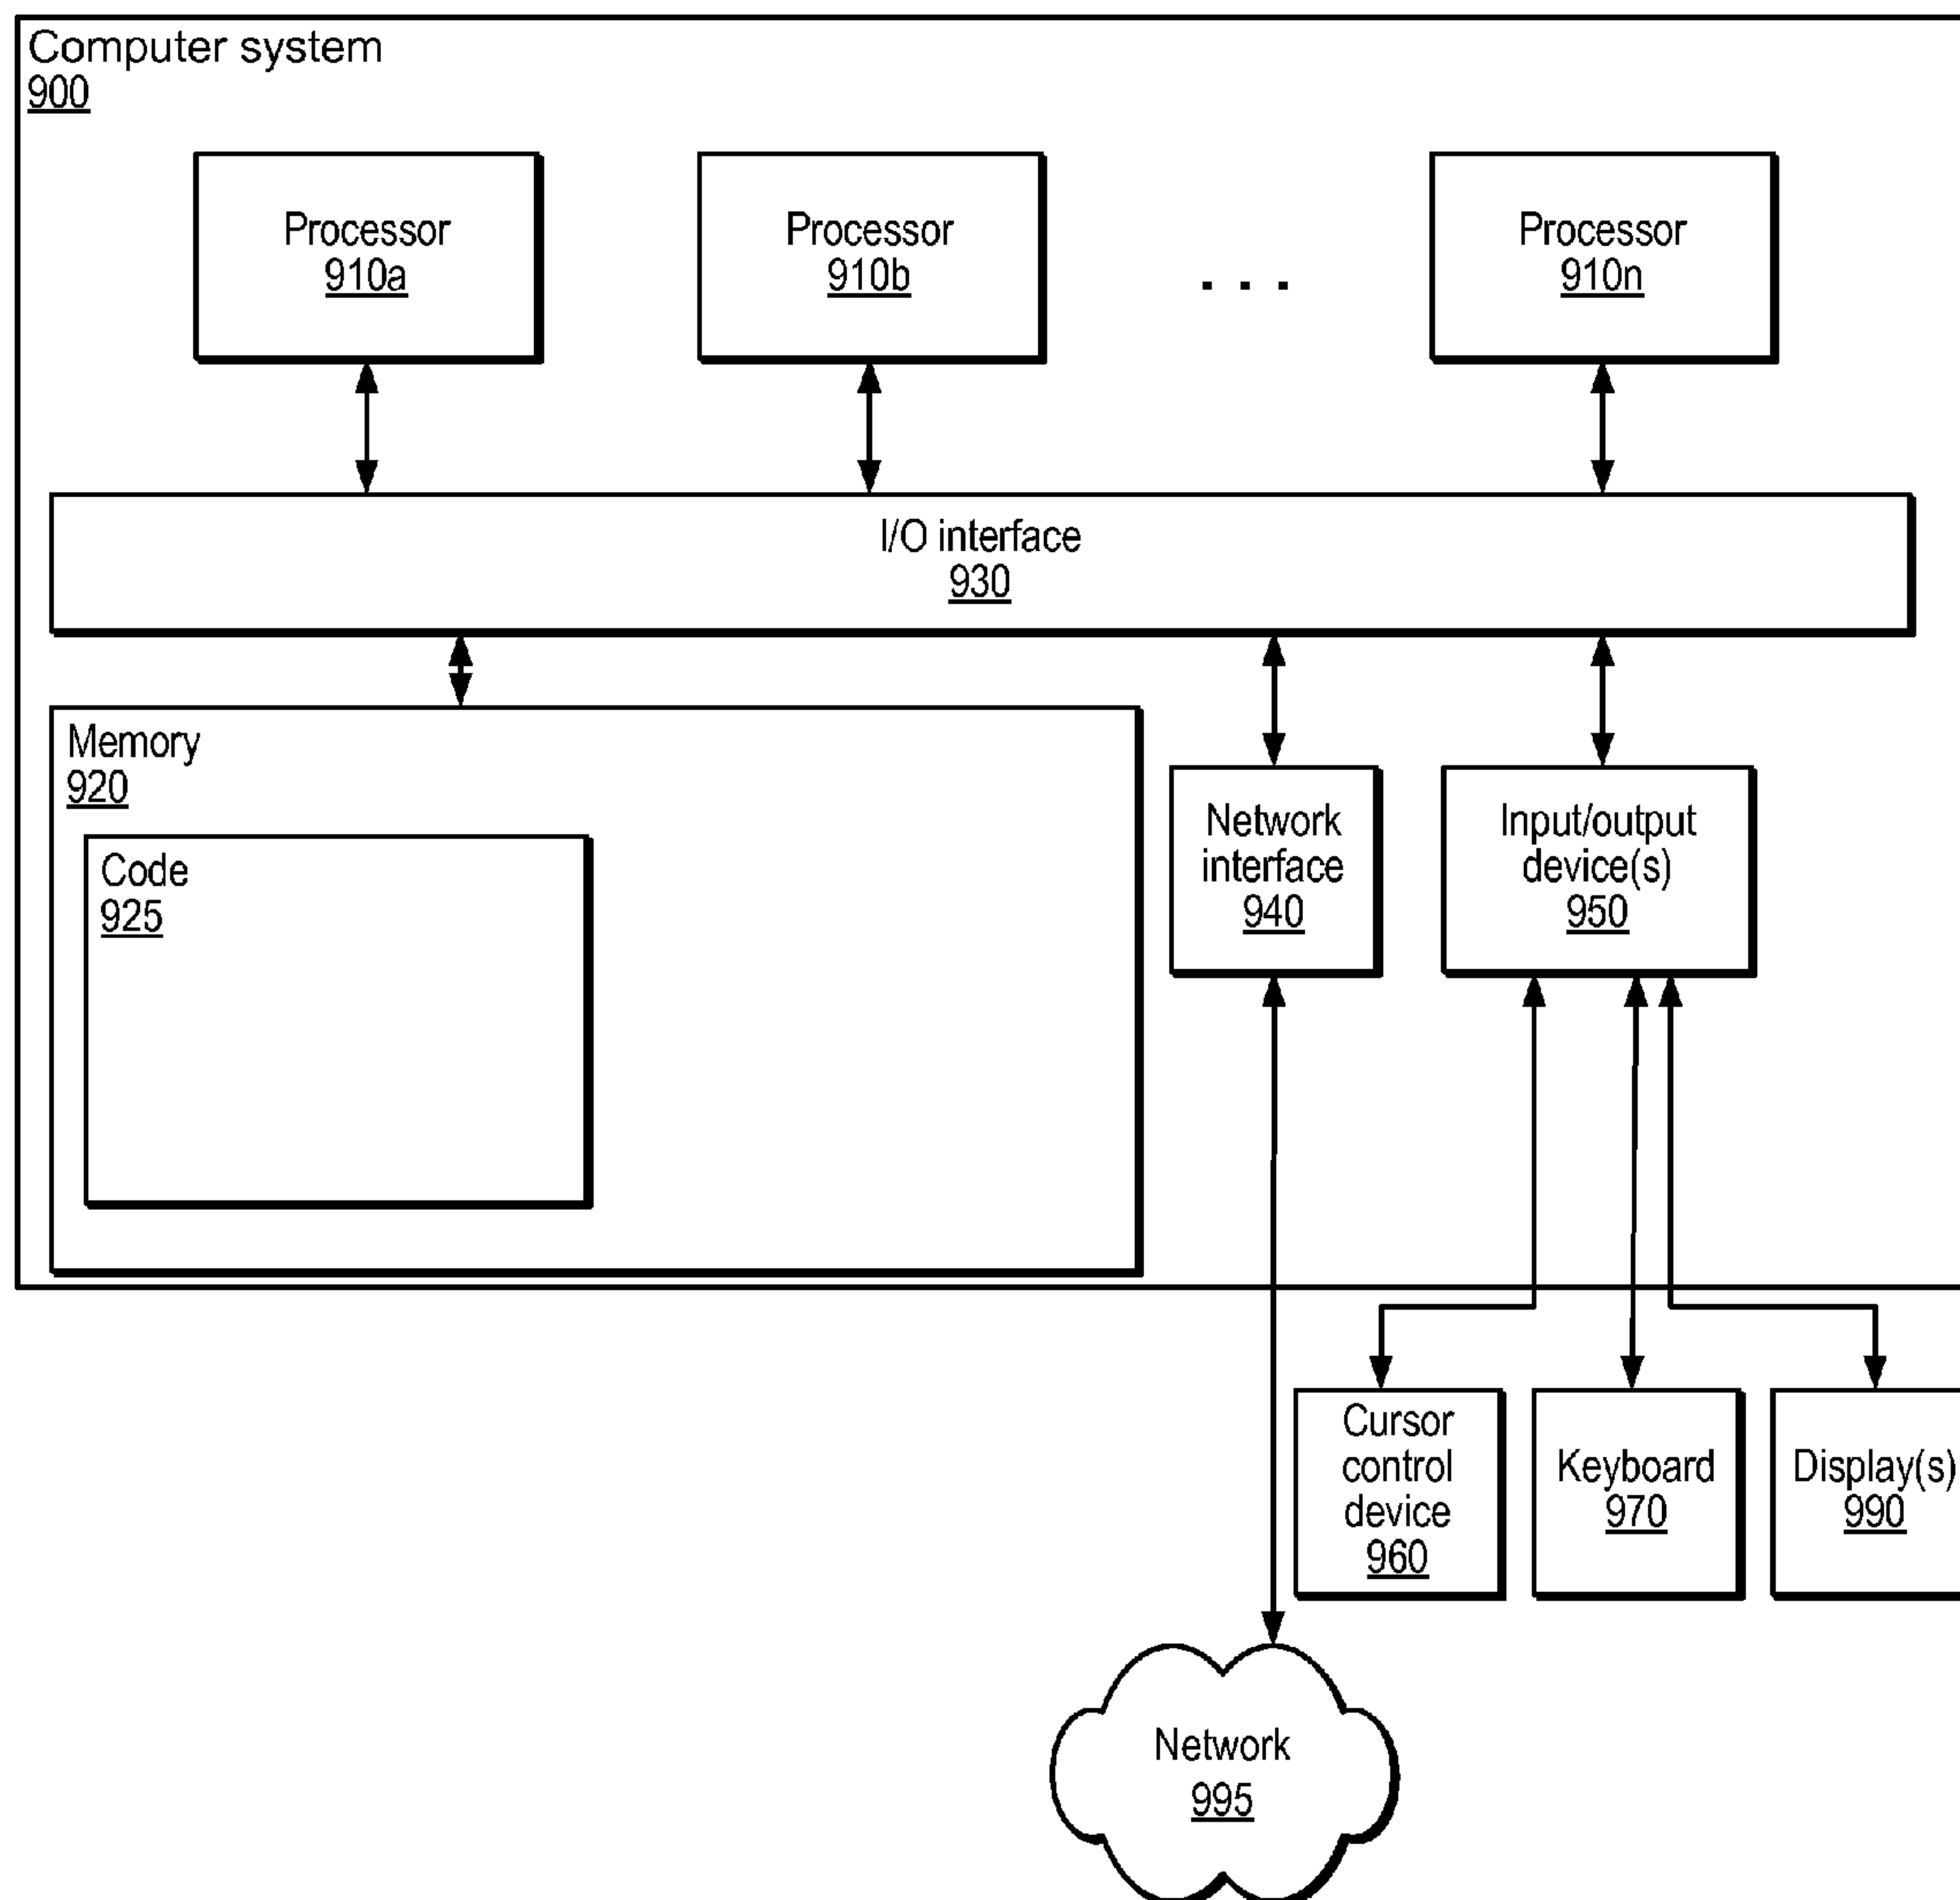 Computer system
900
Processor
910a
Processor
910b
. . .
Processor
910n
I/O interface
930
Memory
920
Code
925
Network
interface
940
Input/output
device(s)
950
Cursor
control
device
960
Keyboard
970
Display(s)
990
Network
995